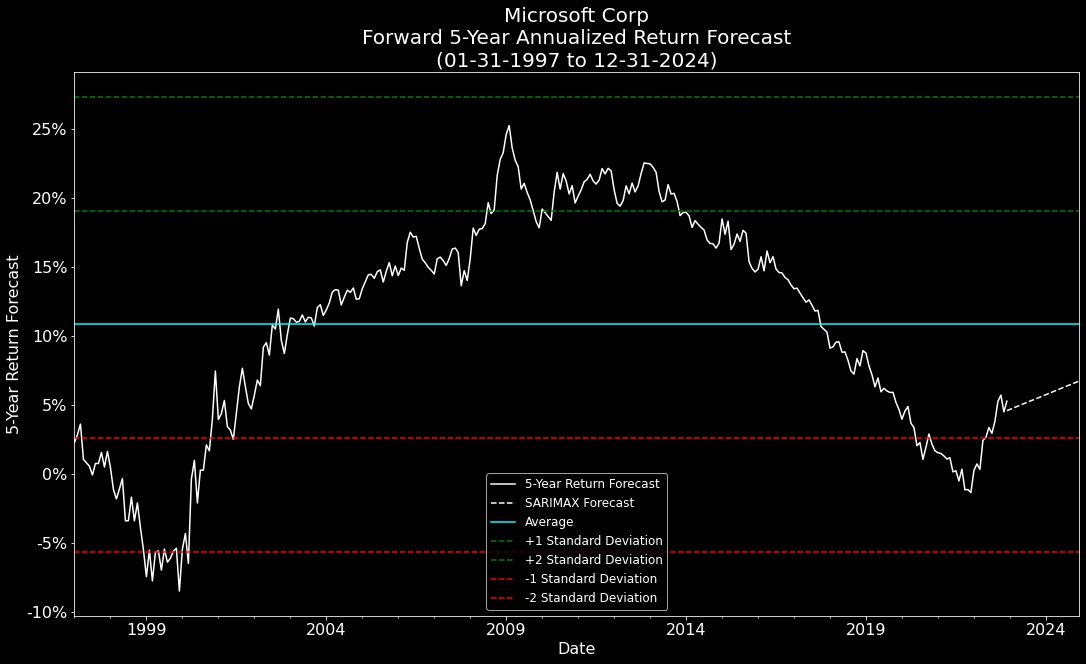 Microsoft Corp
Forward 5-Year Annualized Return Forecast
(01-31-1997 to 12-31-2024)
5-Year Return Forecast
25%
20%
15%
10%
5%
0%
-5%
-10%
5-Year Return Forecast
SARIMAX Forecast
Average
+1 Standard Deviation
+2 Standard Deviation
-1 Standard Deviation
-2 Standard Deviation
1999 2004 2009 2014 2019 2024
Date